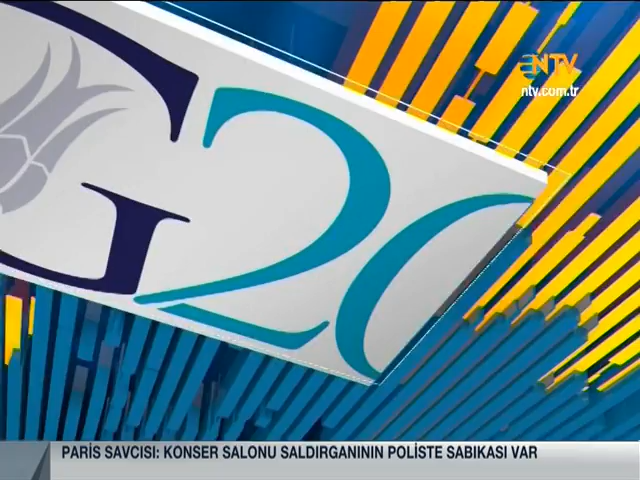 NTV
ntv.com.tr
G20
PARİS SAVCISI: KONSER SALONU SALDIRGANININ POLİSTE SABIKASI VAR